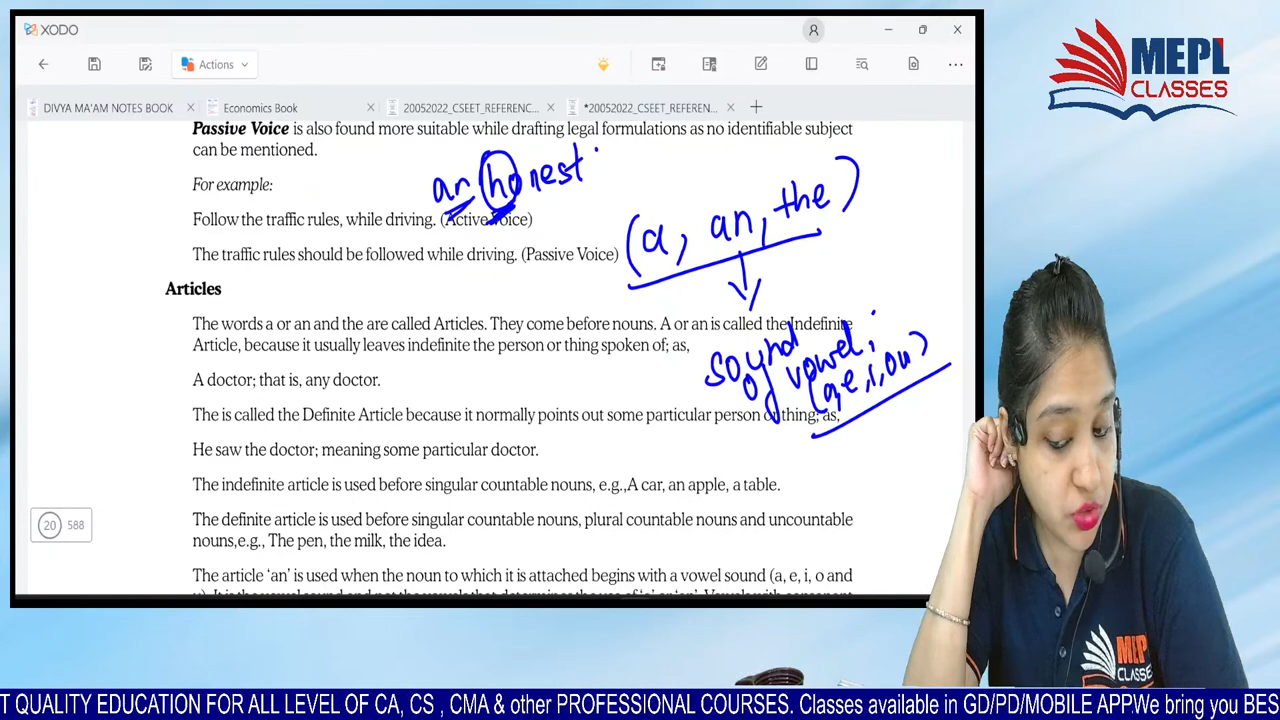 XODO
Actions
DIVYA MA'AM NOTES BOOK
Economics Book
20052022_CSEET_REFERENC...
*20052022_CSEET_REFEREN...
MEPL
CLASSES
Passive Voice is also found more suitable while drafting legal formulations as no identifiable subject
can be mentioned.
an honest
For example:
(a, an, the)
Follow the traffic rules, while driving. (Active Voice)
The traffic rules should be followed while driving. (Passive Voice)
Articles
The words a or an and the are called Articles. They come before nouns. A or an is called the Indefinite
Article, because it usually leaves indefinite the person or thing spoken of; as,
sound
of vowel;
(a, e, i, o u)
A doctor; that is, any doctor.
The is called the Definite Article because it normally points out some particular person or thing; as,
He saw the doctor; meaning some particular doctor.
The indefinite article is used before singular countable nouns, e.g.,A car, an apple, a table.
The definite article is used before singular countable nouns, plural countable nouns and uncountable
nouns,e.g., The pen, the milk, the idea.
20 588
The article 'an' is used when the noun to which it is attached begins with a vowel sound (a, e, i, o and
MEPL
CLASSES
T QUALITY EDUCATION FOR ALL LEVEL OF CA, CS , CMA & other PROFESSIONAL COURSES. Classes available in GD/PD/MOBILE APPWe bring you BES